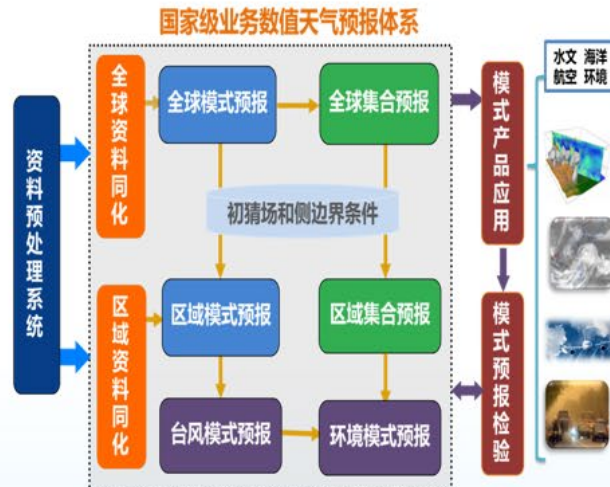 国家级业务数值天气预报体系
资料预处理系统
全球资料同化
全球模式预报
全球集合预报
初猜场和侧边界条件
区域资料同化
区域模式预报
区域集合预报
台风模式预报
环境模式预报
模式产品应用
模式预报检验
水文 海洋
航空 环境